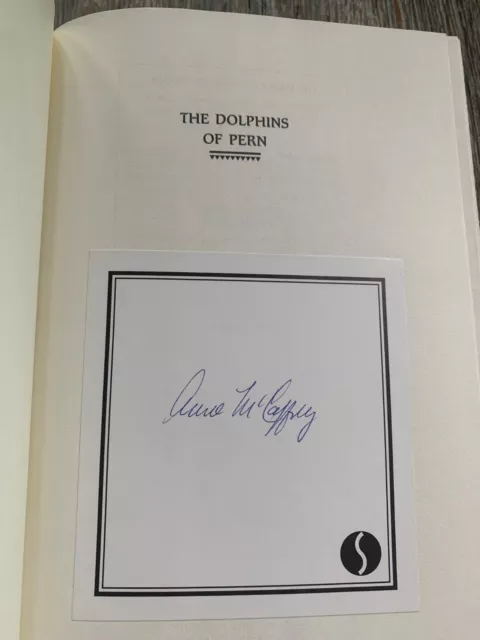 THE DOLPHINS
OF PERN
Anne McCaffrey
S